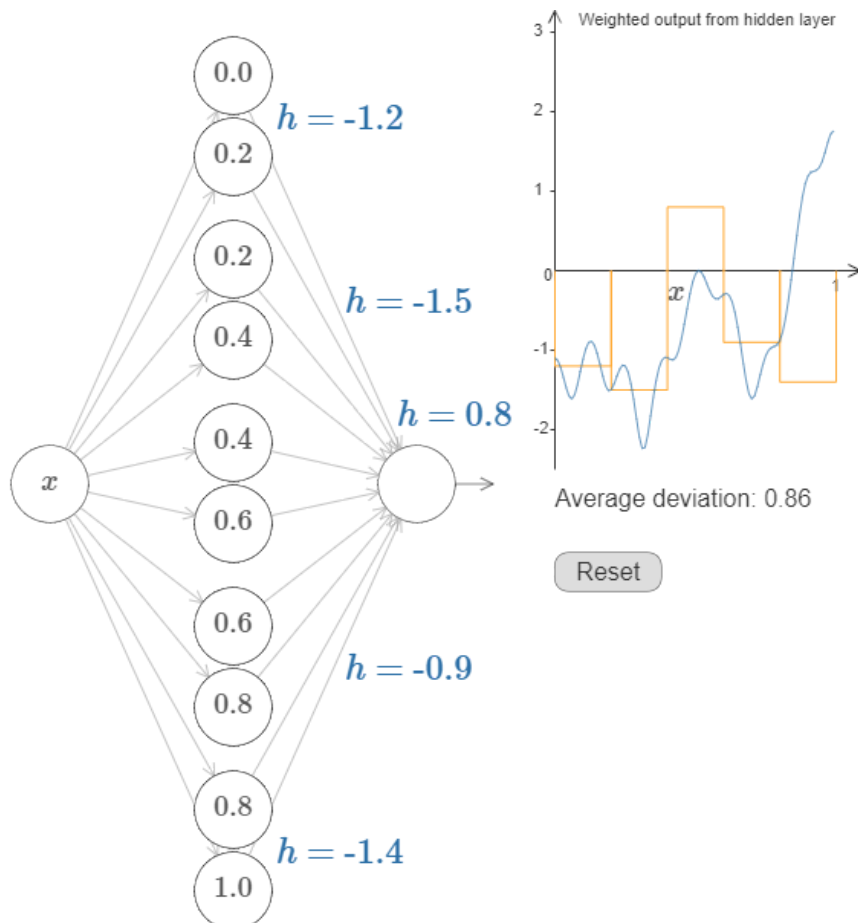 0.0
h = -1.2
0.2
0.2
h = -1.5
0.4
h = 0.8
0.4
x
0.6
0.6
h = -0.9
0.8
0.8
h = -1.4
1.0
Weighted output from hidden layer
3
2
1
0
x
1
-1
-2
Average deviation: 0.86
Reset